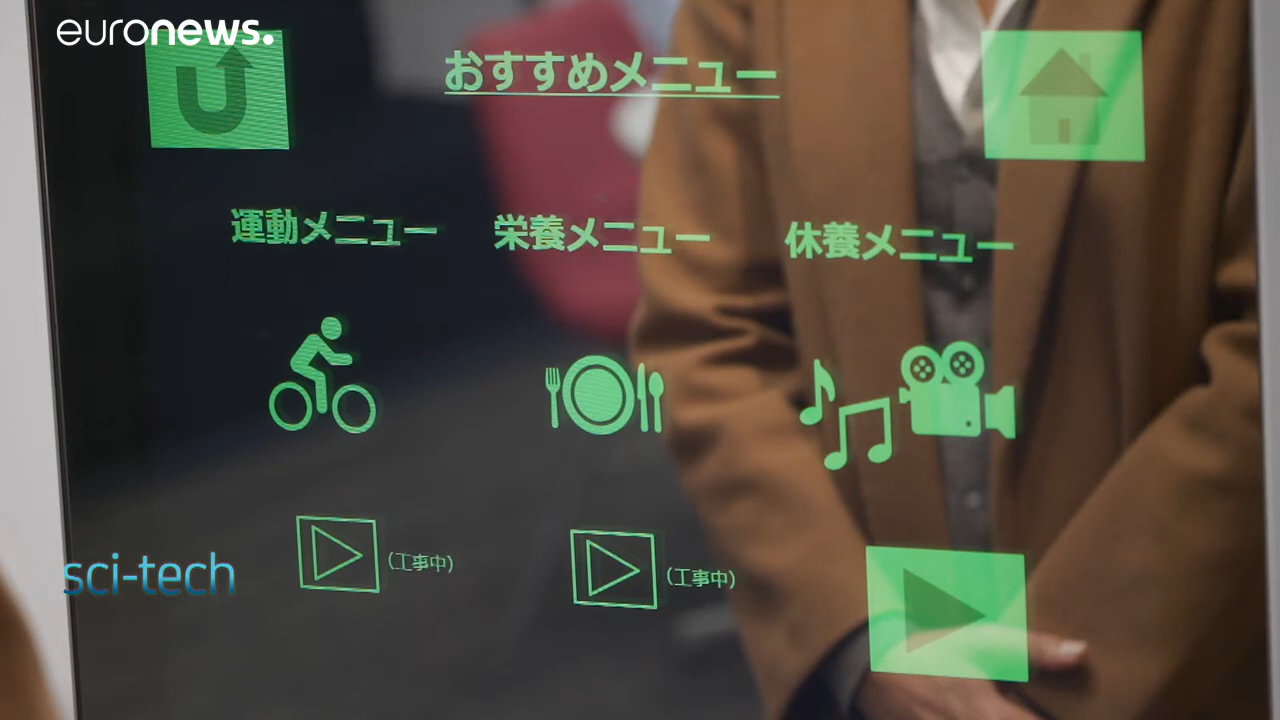 euronews.
おすすめメニュー
運動メニュー
栄養メニュー
休養メニュー
(工事中)
(工事中)
sci-tech